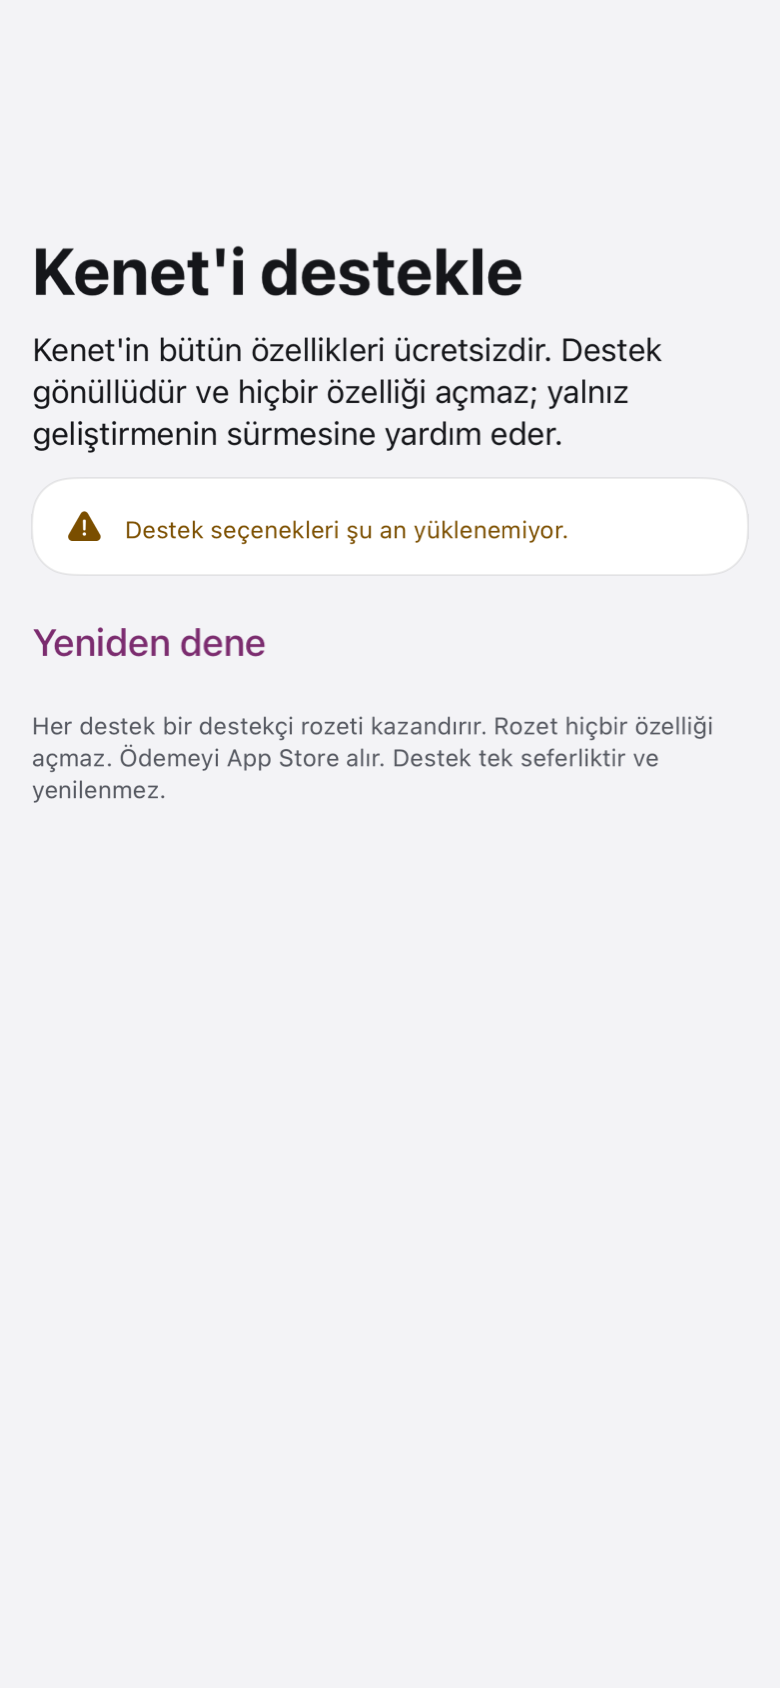 Kenet'i destekle
Kenet'in bütün özellikleri ücretsizdir. Destek
gönüllüdür ve hiçbir özelliği açmaz; yalnız
geliştirmenin sürmesine yardım eder.
Destek seçenekleri şu an yüklenemiyor.
Yeniden dene
Her destek bir destekçi rozeti kazandırır. Rozet hiçbir özelliği
açmaz. Ödemeyi App Store alır. Destek tek seferliktir ve
yenilenmez.